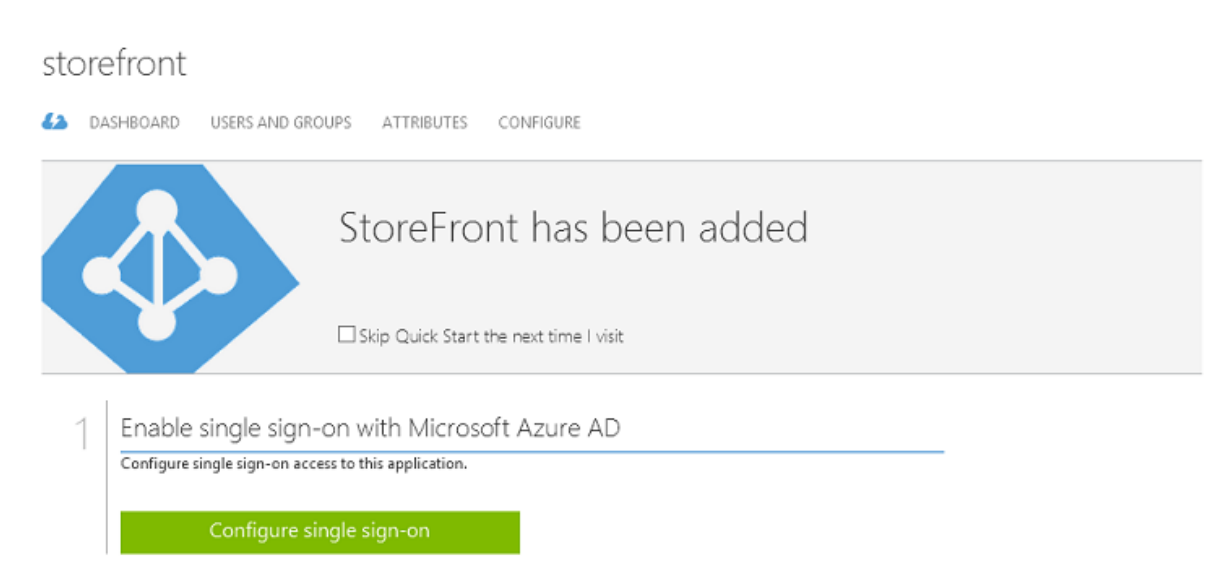 storefront
DASHBOARD USERS AND GROUPS ATTRIBUTES CONFIGURE
StoreFront has been added
Skip Quick Start the next time I visit
1 Enable single sign-on with Microsoft Azure AD
Configure single sign-on access to this application.
Configure single sign-on